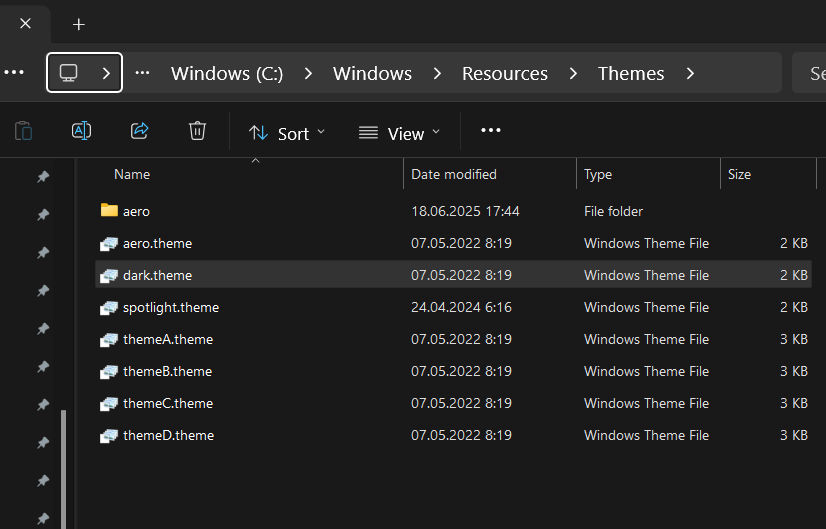 Windows (C:) > Windows > Resources > Themes >
Sort View
Name Date modified Type Size
aero 18.06.2025 17:44 File folder
aero.theme 07.05.2022 8:19 Windows Theme File 2 KB
dark.theme 07.05.2022 8:19 Windows Theme File 2 KB
spotlight.theme 24.04.2024 6:16 Windows Theme File 2 KB
themeA.theme 07.05.2022 8:19 Windows Theme File 3 KB
themeB.theme 07.05.2022 8:19 Windows Theme File 3 KB
themeC.theme 07.05.2022 8:19 Windows Theme File 3 KB
themeD.theme 07.05.2022 8:19 Windows Theme File 3 KB